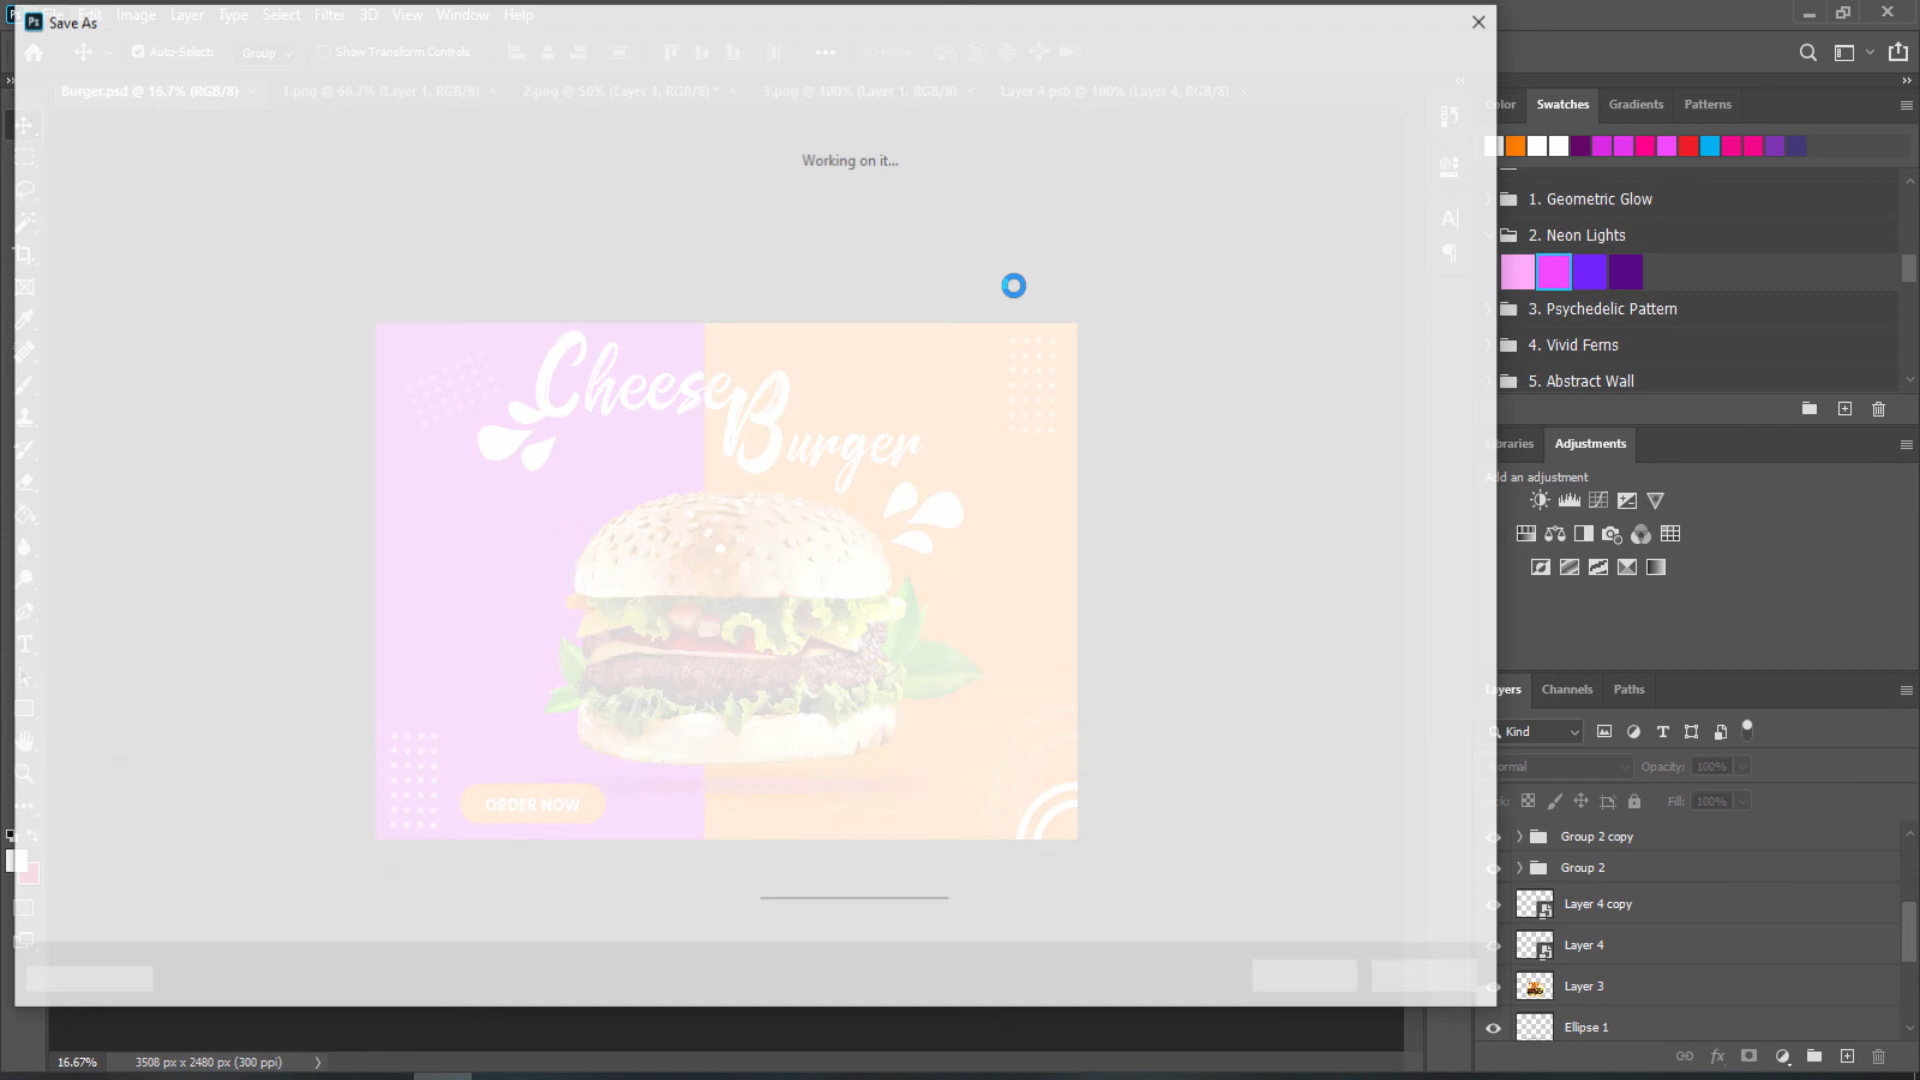 Save As
File Edit Image Layer Type Select Filter 3D View Window Help
Auto-Select: Group Show Transform Controls
3D Mode:
Burger.psd @ 16.7% (RGB/8)
1.png @ 66.7% (Layer 1, RGB/8)
2.png @ 50% (Layer 1, RGB/8) *
3.png @ 100% (Layer 1, RGB/8)
Layer 4.psb @ 100% (Layer 4, RGB/8)
Working on it...
Cheese
Burger
ORDER NOW
Color Swatches Gradients Patterns
1. Geometric Glow
2. Neon Lights
3. Psychedelic Pattern
4. Vivid Ferns
5. Abstract Wall
Libraries Adjustments
Add an adjustment
Layers Channels Paths
Kind
Normal Opacity: 100%
Lock: Fill: 100%
Group 2 copy
Group 2
Layer 4 copy
Layer 4
Layer 3
Ellipse 1
16.67% 3508 px x 2480 px (300 ppi)